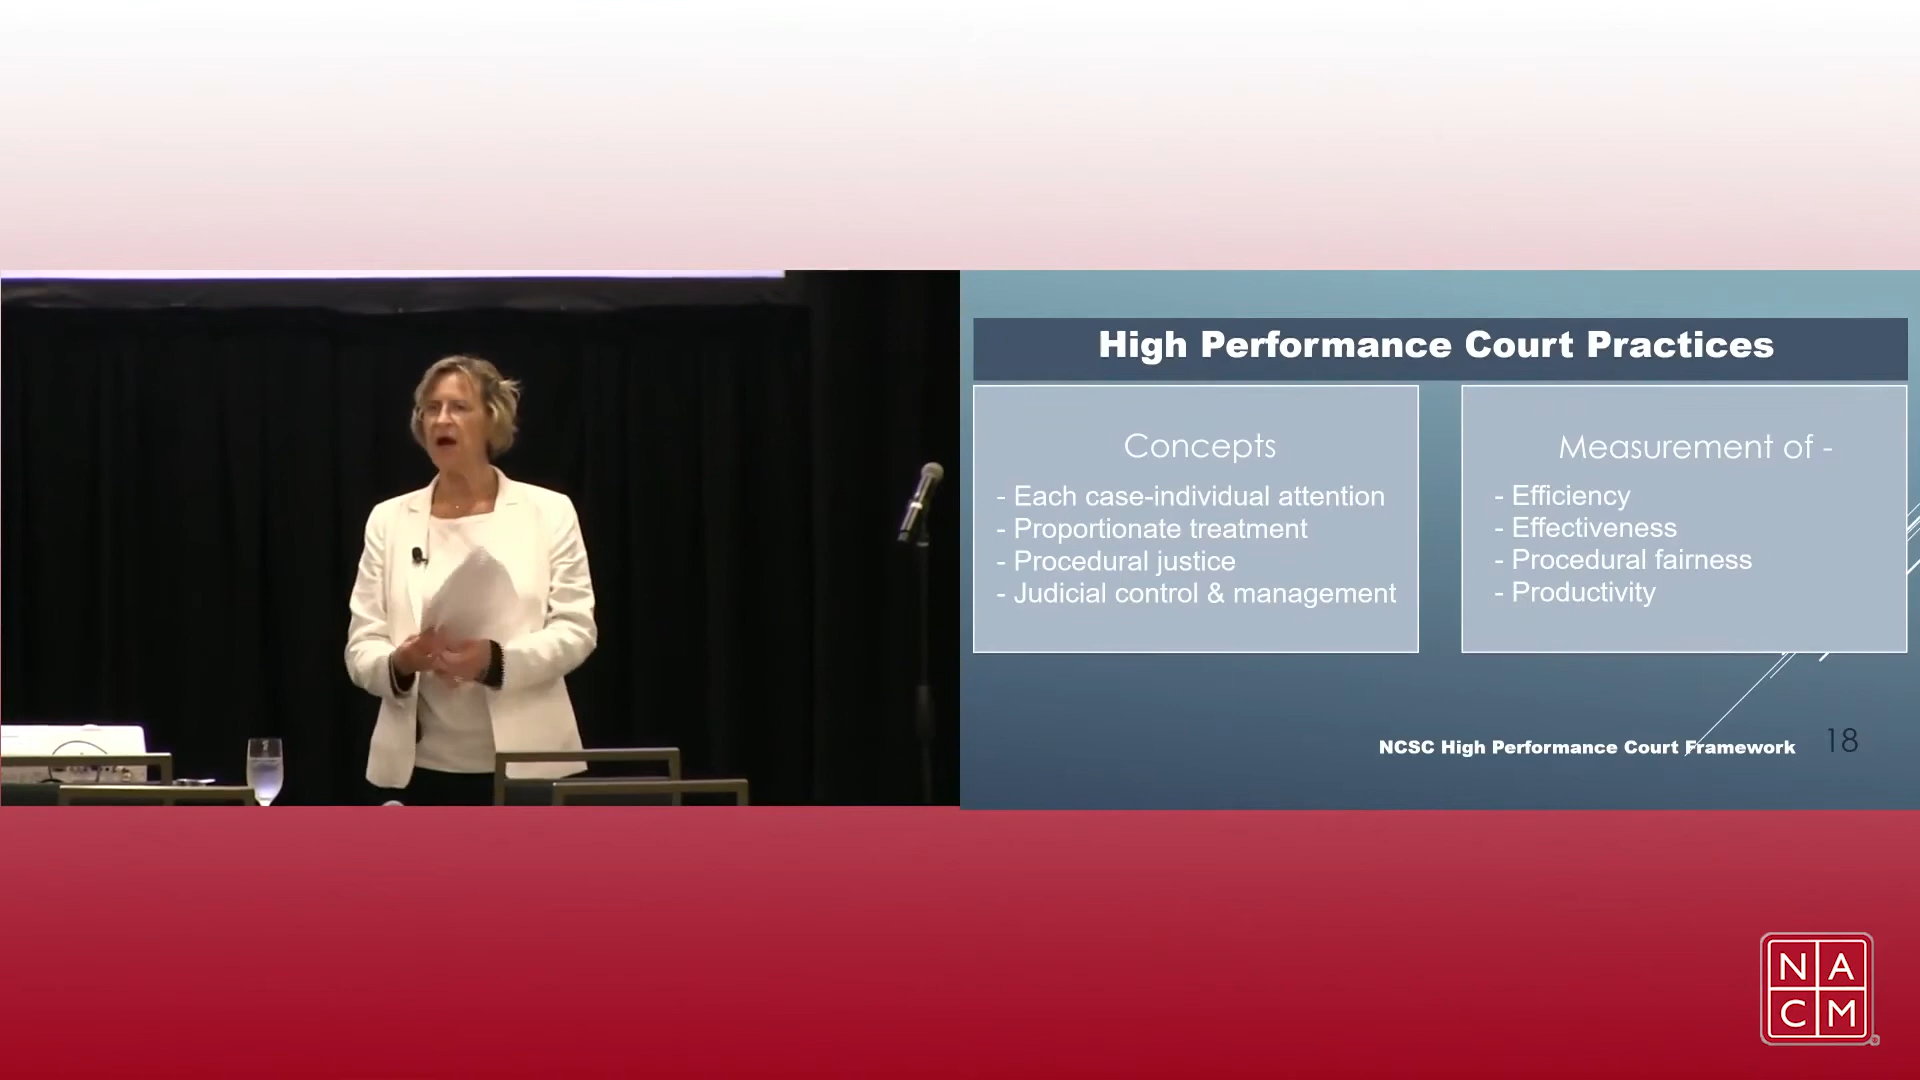 High Performance Court Practices
Concepts
- Each case-individual attention
- Proportionate treatment
- Procedural justice
- Judicial control & management
Measurement of -
- Efficiency
- Effectiveness
- Procedural fairness
- Productivity
NCSC High Performance Court Framework
18
N A
C M